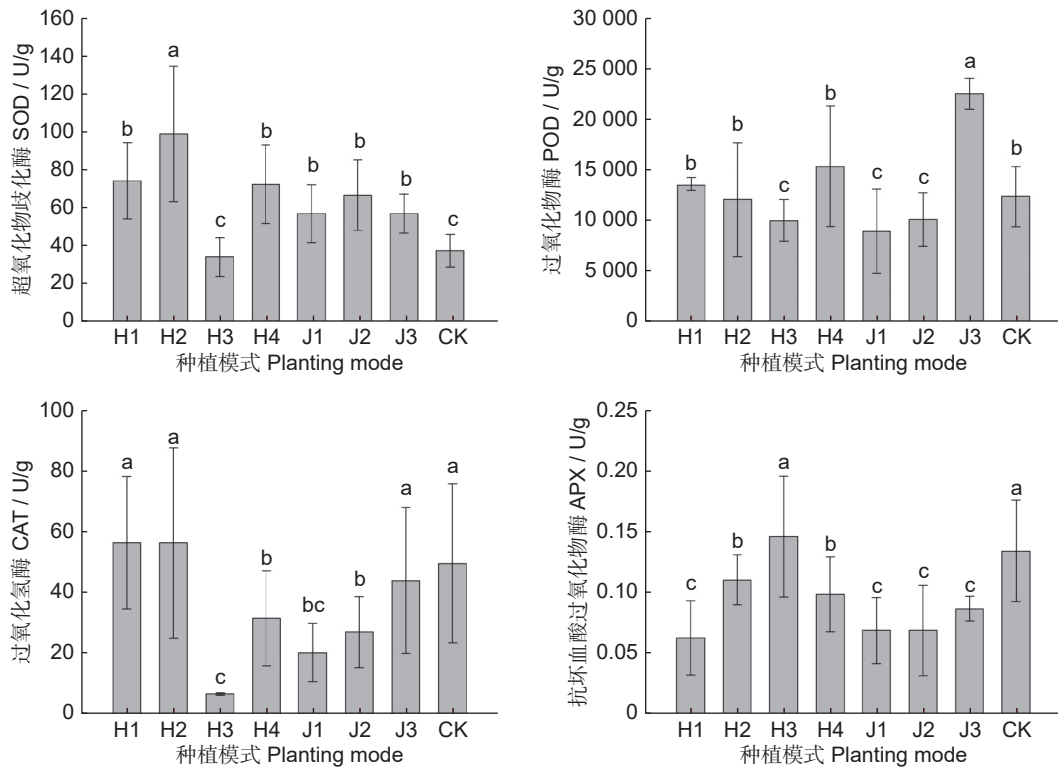 超氧化物歧化酶 SOD / U/g
160
140
120
100
80
60
40
20
0
b
a
c
b
b
b
b
c
H1 H2 H3 H4 J1 J2 J3 CK
种植模式 Planting mode
过氧化物酶 POD / U/g
30 000
25 000
20 000
15 000
10 000
5 000
0
b
b
c
b
c
c
a
b
H1 H2 H3 H4 J1 J2 J3 CK
种植模式 Planting mode
过氧化氢酶 CAT / U/g
100
80
60
40
20
0
a
a
c
b
bc
b
a
a
H1 H2 H3 H4 J1 J2 J3 CK
种植模式 Planting mode
抗坏血酸过氧化物酶 APX / U/g
0.25
0.20
0.15
0.10
0.05
0
c
b
a
b
c
c
c
a
H1 H2 H3 H4 J1 J2 J3 CK
种植模式 Planting mode